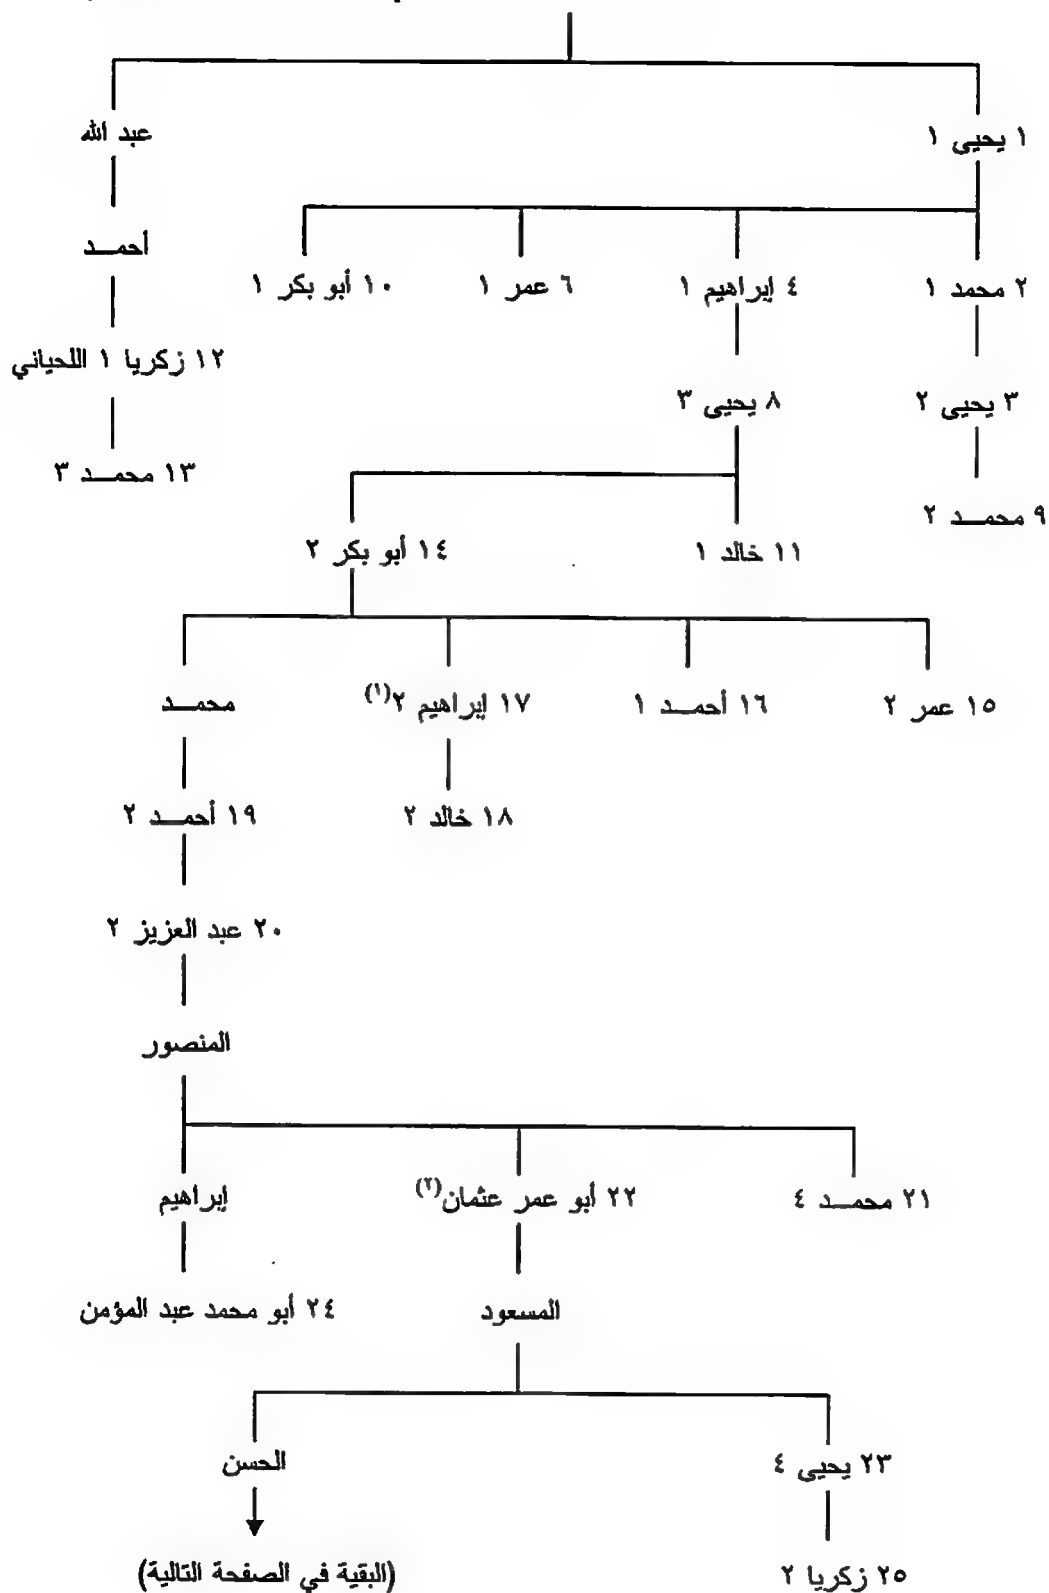 عبد الله
١ يحيى ١
أحمـد
١٠ أبو بكر ١
٦ عمر ١
٤ إبراهيم ١
٢ محمد ١
١٢ زكريا ١ اللحياني
٨ يحيى ٣
٣ يحيى ٢
١٣ محمـد ٣
٩ محمـد ٢
١٤ أبو بكر ٢
١١ خالد ١
محمـد
١٧ إبراهيم ٢(١)
١٦ أحمـد ١
١٥ عمر ٢
١٩ أحمـد ٢
١٨ خالد ٢
٢٠ عبد العزيز ٢
المنصور
إبراهيم
٢٢ أبو عمر عثمان(٢)
٢١ محمـد ٤
٢٤ أبو محمد عبد المؤمن
المسعود
الحسن
٢٣ يحيى ٤
(البقية في الصفحة التالية)
٢٥ زكريا ٢